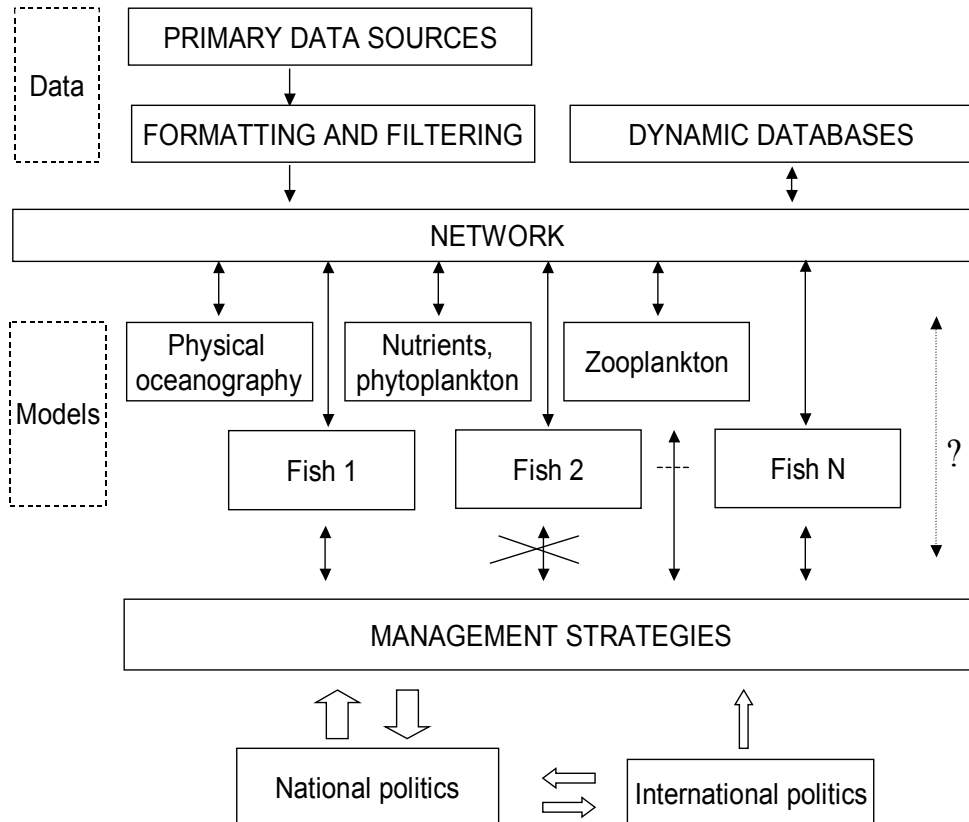 PRIMARY DATA SOURCES
Data
FORMATTING AND FILTERING
DYNAMIC DATABASES
NETWORK
Physical
oceanography
Nutrients,
phytoplankton
Zooplankton
Models
Fish 1
Fish 2
Fish N
?
MANAGEMENT STRATEGIES
National politics
International politics